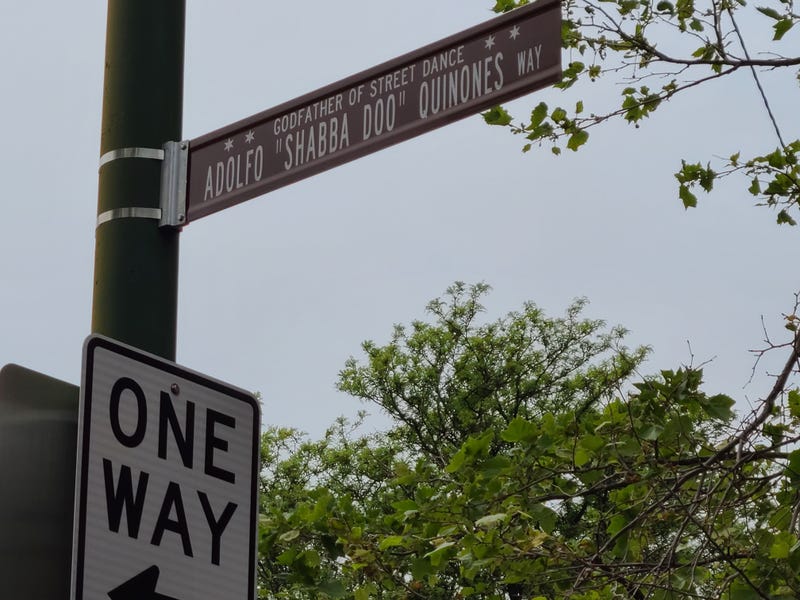 GODFATHER OF STREET DANCE
ADOLFO "SHABBA DOO" QUINONES WAY
ONE
WAY